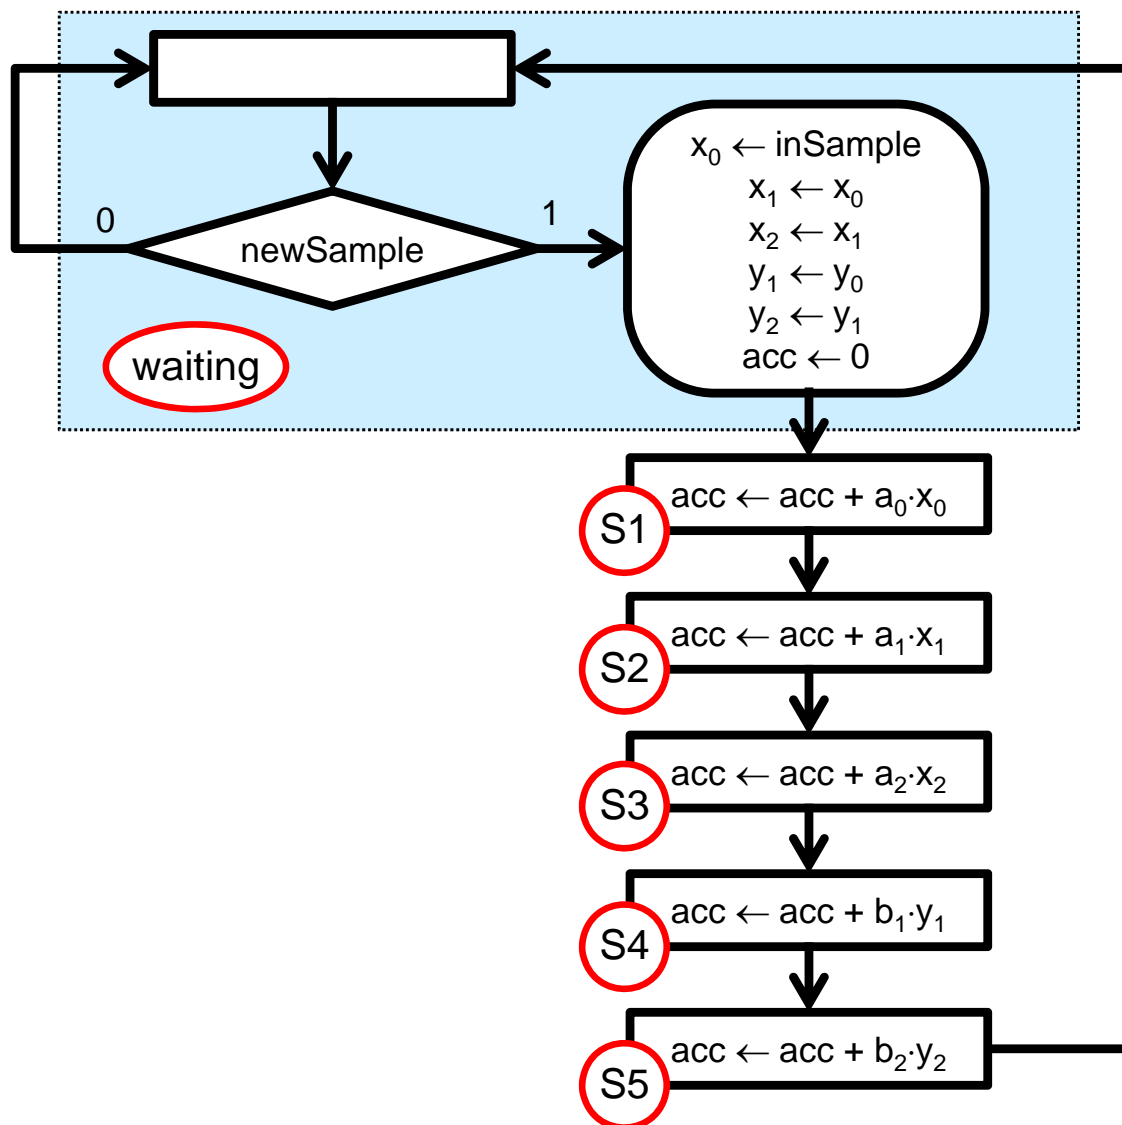 0
newSample
1
x₀ ← inSample
x₁ ← x₀
x₂ ← x₁
y₁ ← y₀
y₂ ← y₁
acc ← 0
waiting
acc ← acc + a₀·x₀
S1
acc ← acc + a₁·x₁
S2
acc ← acc + a₂·x₂
S3
acc ← acc + b₁·y₁
S4
acc ← acc + b₂·y₂
S5